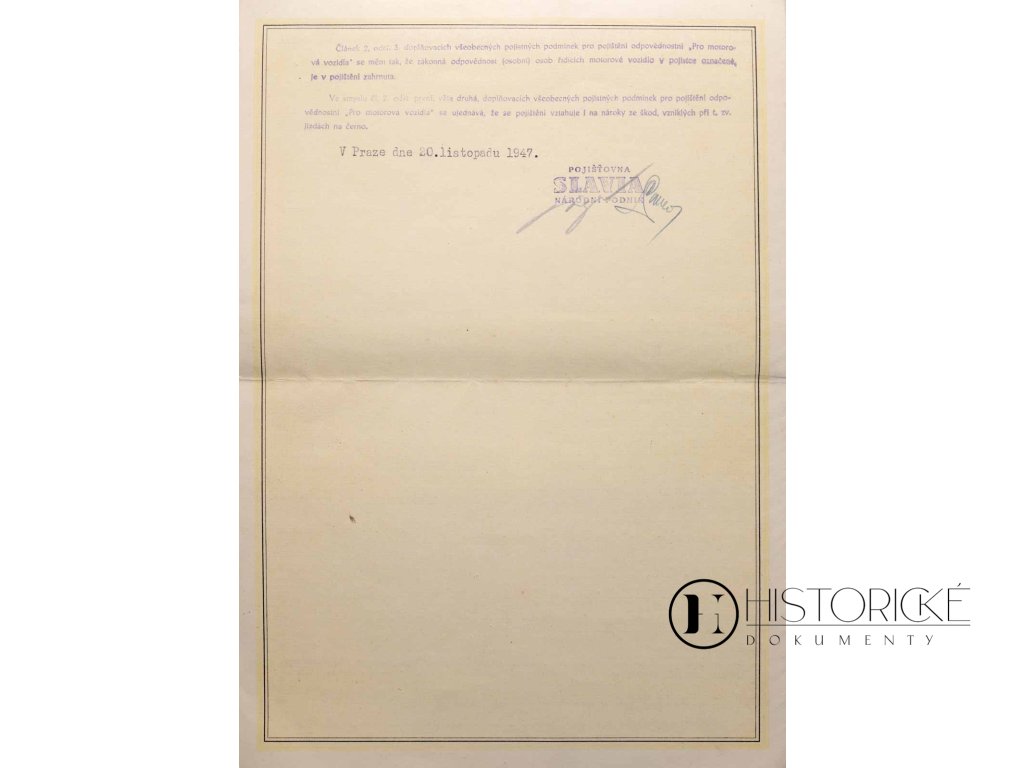 Článek 2, odst. 3. doplňovacích všeobecných pojistných podmínek pro pojištění odpovědnostní „Pro motoro-
vá vozidla" se mění tak, že zákonná odpovědnost (osobní) osob řídících motorové vozidlo v pojistce označené,
je v pojištění zahrnuta.
Ve smyslu čl. 2. odst. první, věta druhá, doplňovacích všeobecných pojistných podmínek pro pojištění odpo-
vědnostní „Pro motorová vozidla" se ujednává, že se pojištění vztahuje i na nároky ze škod, vzniklých při t. zv.
jízdách na černo.
V Praze dne 20.listopadu 1947.
POJIŠŤOVNA
SLAVIA
NÁRODNÍ PODNIK
HISTORICKÉ
DOKUMENTY